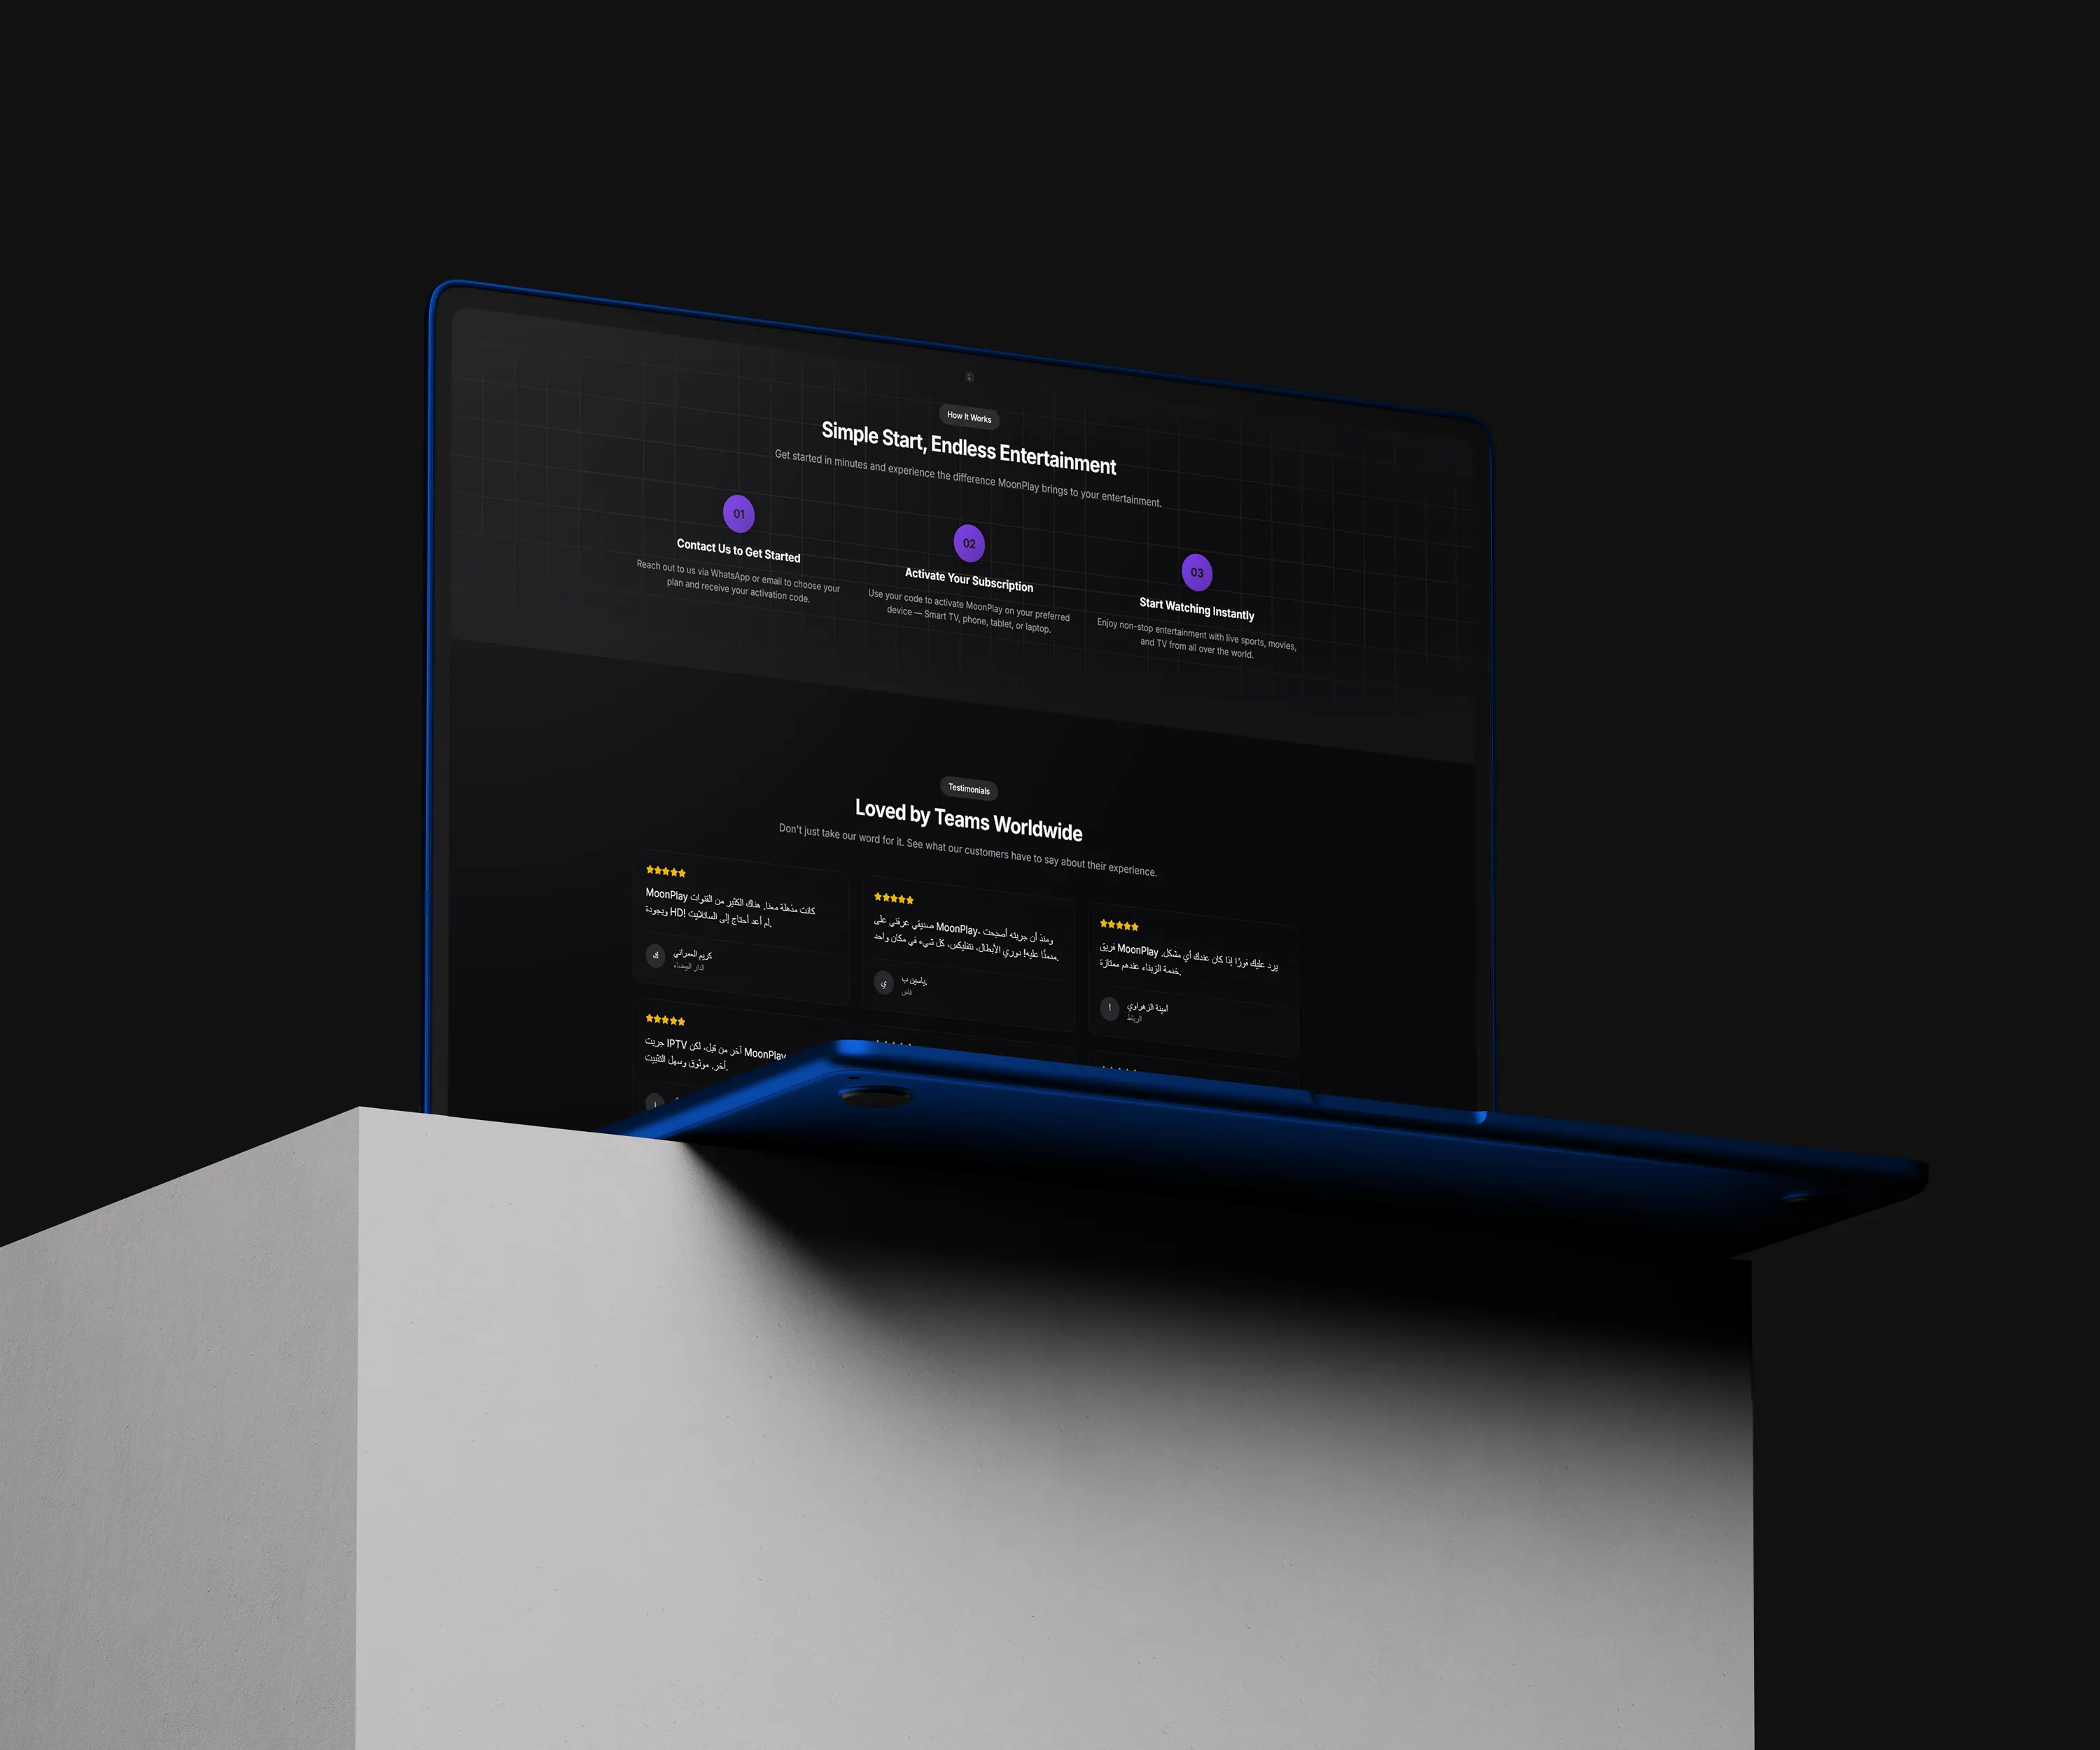 How It Works
Simple Start, Endless Entertainment
Get started in minutes and experience the difference MoonPlay brings to your entertainment.
01
Contact Us to Get Started
Reach out to us via WhatsApp or email to choose your
plan and receive your activation code.
02
Activate Your Subscription
Use your code to activate MoonPlay on your preferred
device — Smart TV, phone, tablet, or laptop.
03
Start Watching Instantly
Enjoy non-stop entertainment with live sports, movies,
and TV from all over the world.
Testimonials
Loved by Teams Worldwide
Don't just take our word for it. See what our customers have to say about their experience.
MoonPlay كانت مذهلة معنا. هناك الكثير من القنوات
وبجودة HD! لم أعد أحتاج إلى الساتلايت.
ك
كريم العمراني
الدار البيضاء
صديقي عرفني على MoonPlay، ومنذ أن جربته أصبحت
مدمنًا عليه! دوري الأبطال، نتفليكس، كل شيء في مكان واحد.
ي
ياسين ب.
فاس
فريق MoonPlay يرد عليك فورًا إذا كان عندك أي مشكل.
خدمة الزبناء عندهم ممتازة.
أ
أمينة الزهراوي
الرباط
جربت IPTV آخر من قبل، لكن MoonPlay
آخر. موثوق وسهل التثبيت.